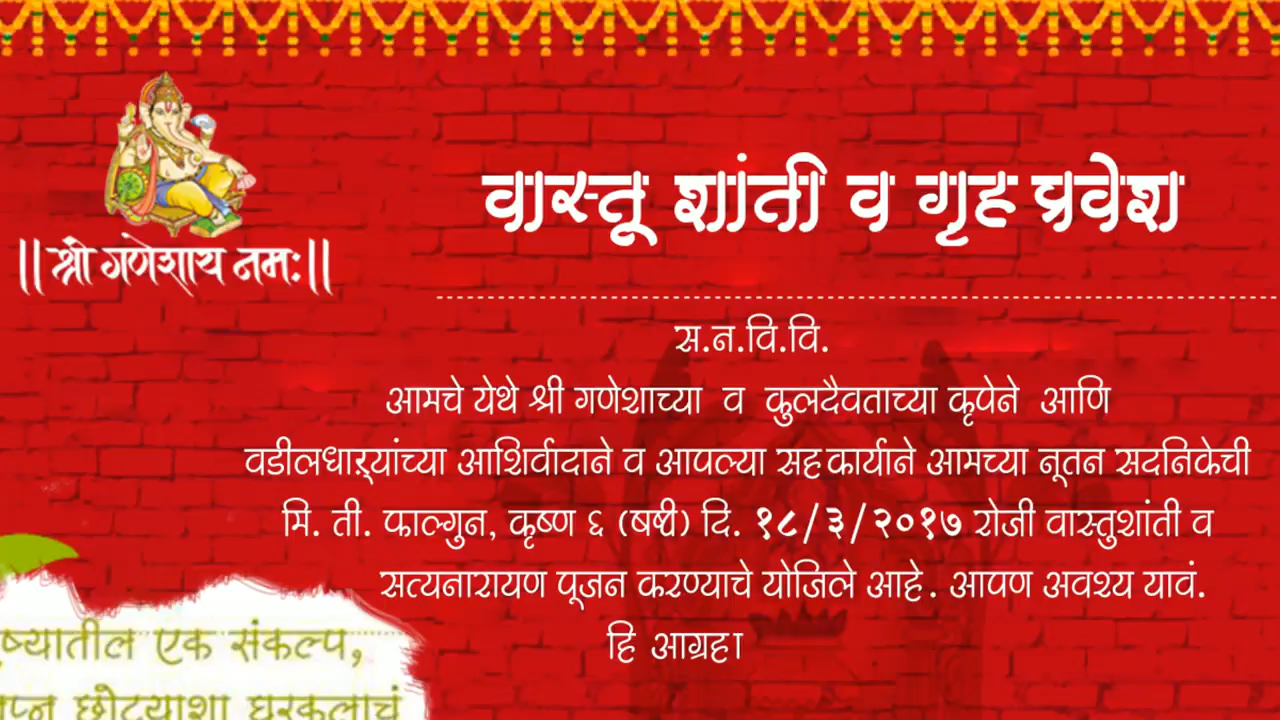 वास्तू शांती व गृह प्रवेश
|| श्री गणेशाय नमः ||
स.न.वि.वि.
आमचे येथे श्री गणेशाच्या व कुलदैवताच्या कृपेने आणि
वडीलधाऱ्यांच्या आशिर्वादाने व आपल्या सहकार्याने आमच्या नूतन सदनिकेची
मि. ती. फाल्गुन, कृष्ण ६ (षष्ठी) दि. १८/३/२०१७ रोजी वास्तुशांती व
सत्यनारायण पूजन करण्याचे योजिले आहे. आपण अवश्य यावं.
हि आग्रह।
एक संकल्प,
छोट्याशा घरकुलाचं